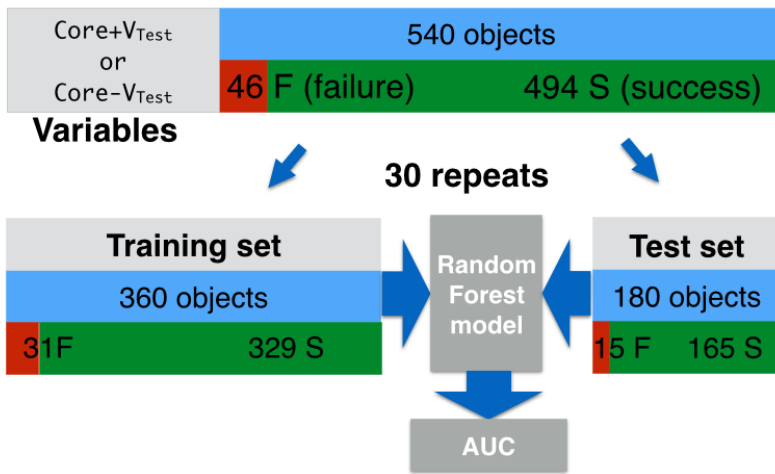 Core+VTest
or
Core-VTest
Variables
540 objects
46 F (failure) 494 S (success)
30 repeats
Training set
360 objects
31F 329 S
Random
Forest
model
Test set
180 objects
15 F 165 S
AUC